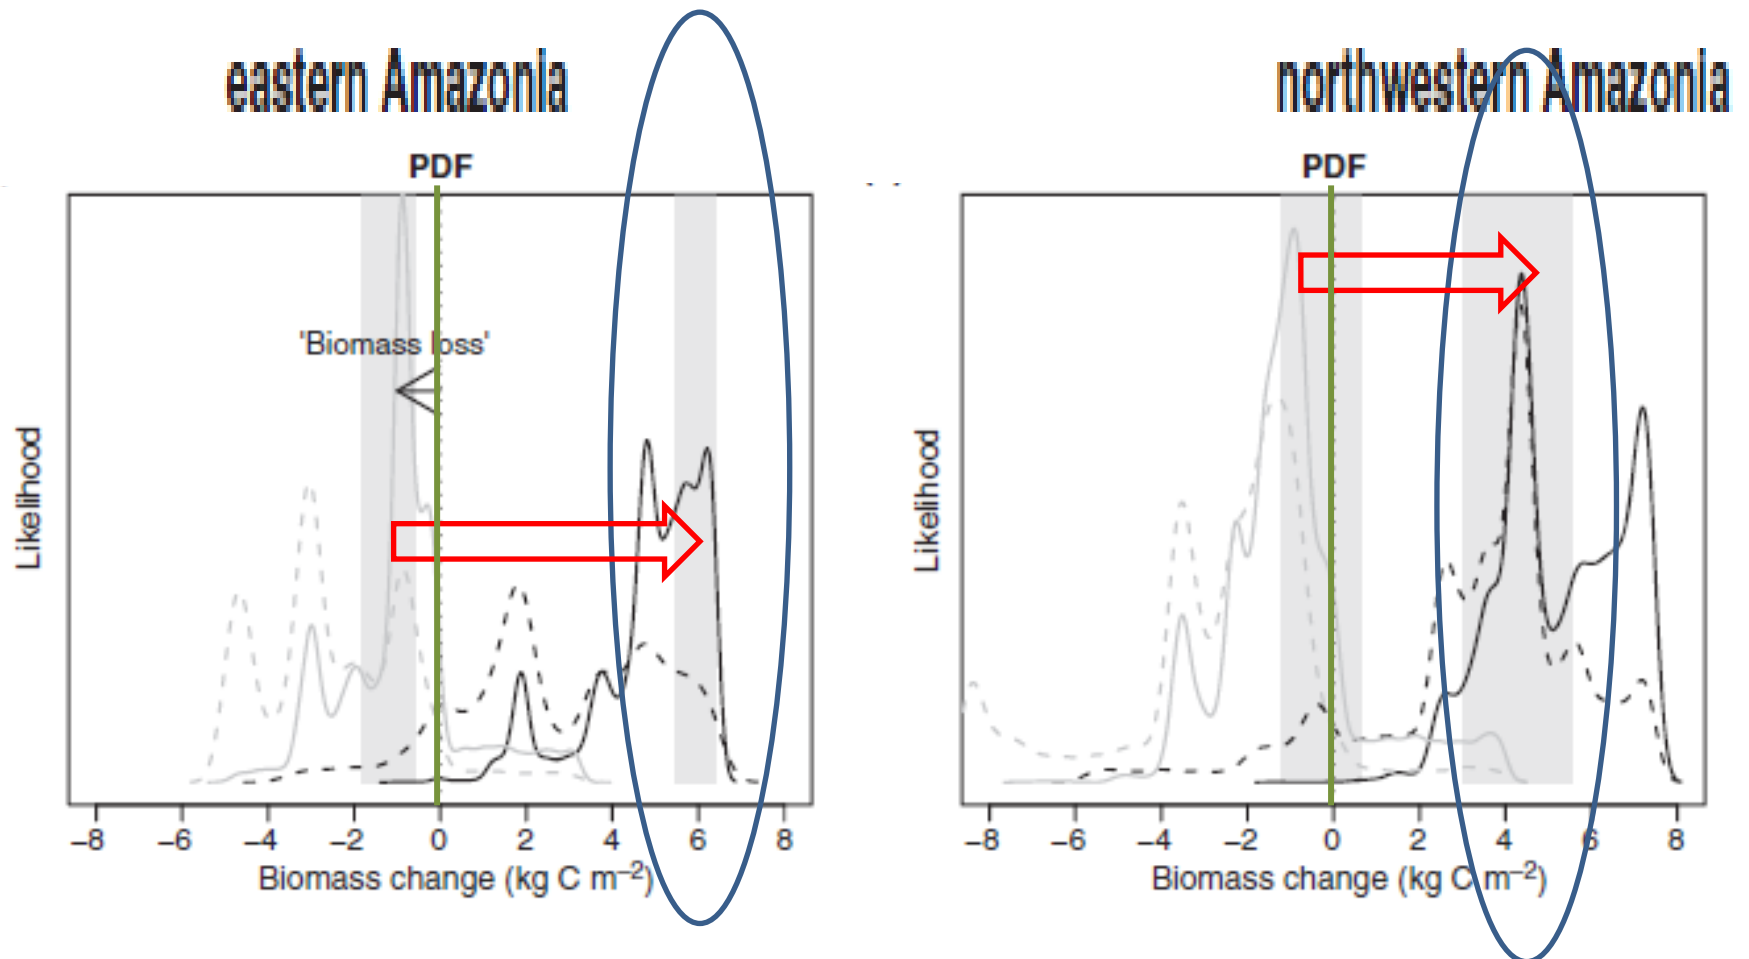 eastern Amazonia
northwestern Amazonia
PDF
'Biomass loss'
Likelihood
−8 −6 −4 −2 0 2 4 6 8
Biomass change (kg C m⁻²)
PDF
Likelihood
−8 −6 −4 −2 0 2 4 6 8
Biomass change (kg C m⁻²)